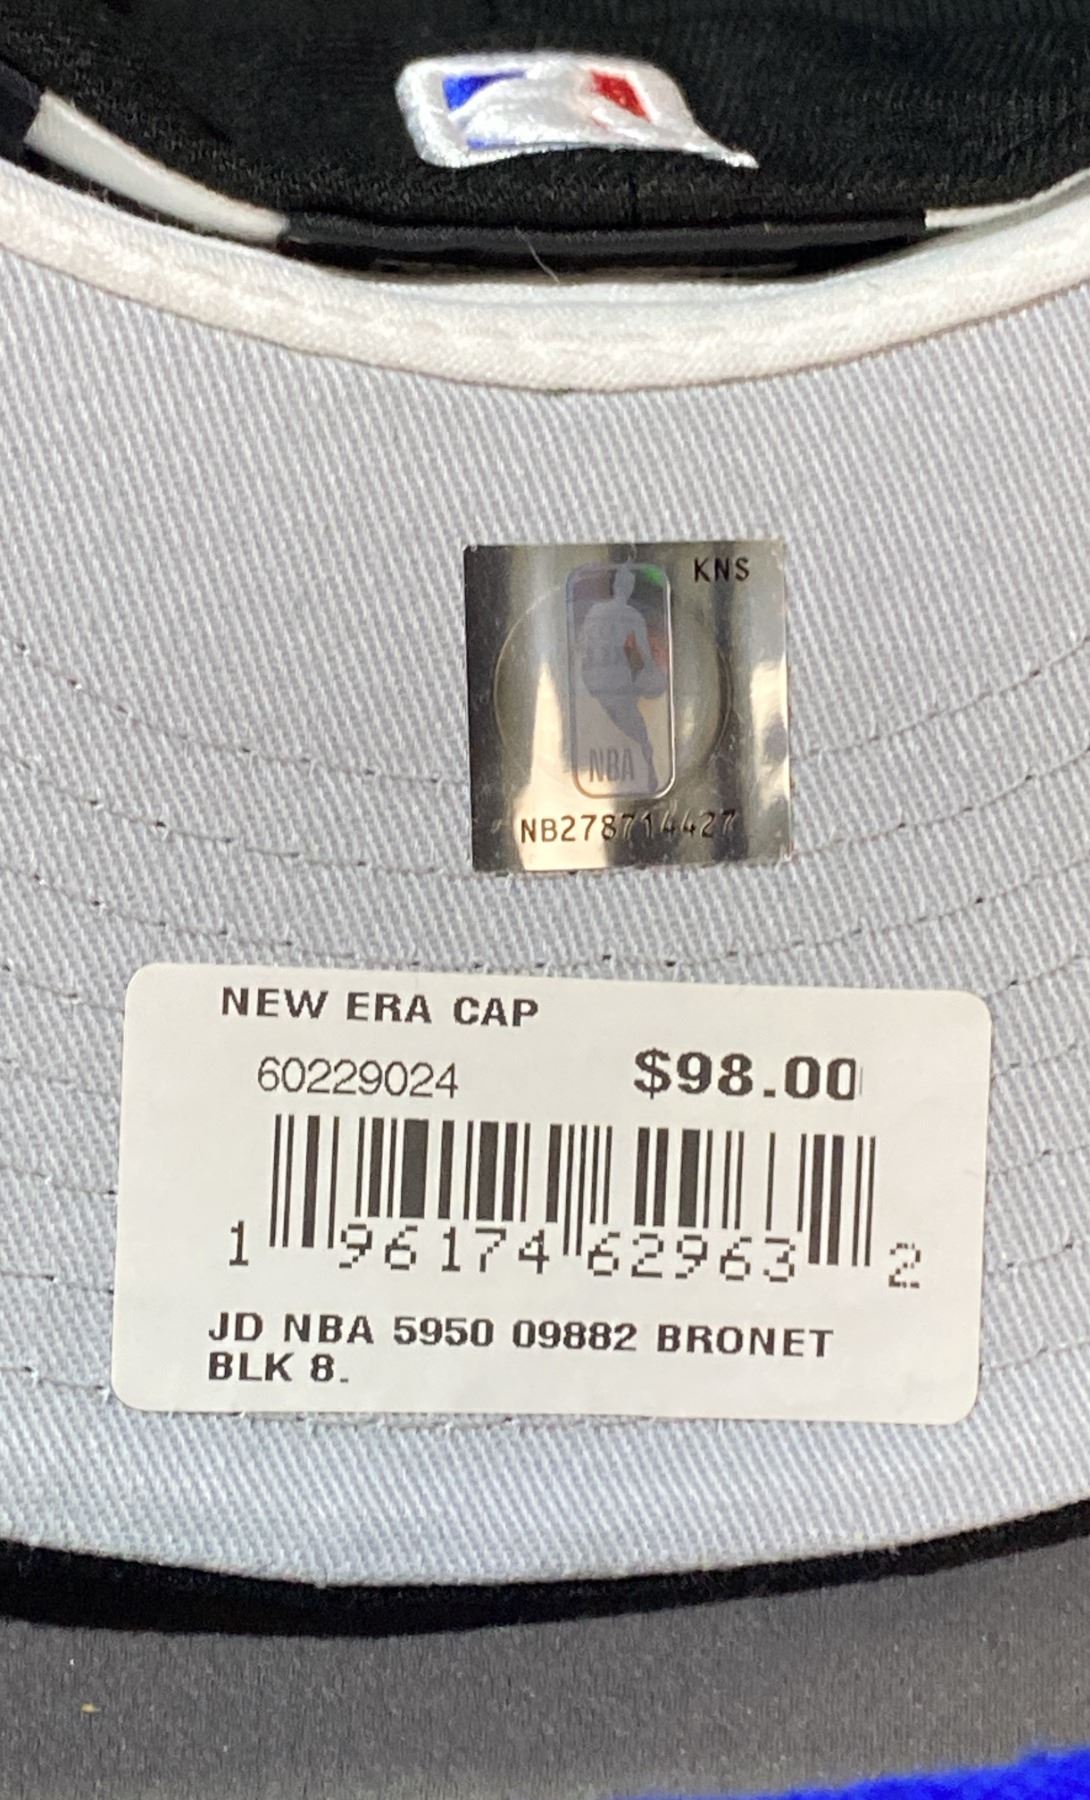 KNS
NBA
NB278714427
NEW ERA CAP
60229024 $98.00
1 96174 62963 2
JD NBA 5950 09882 BRONET
BLK 8.